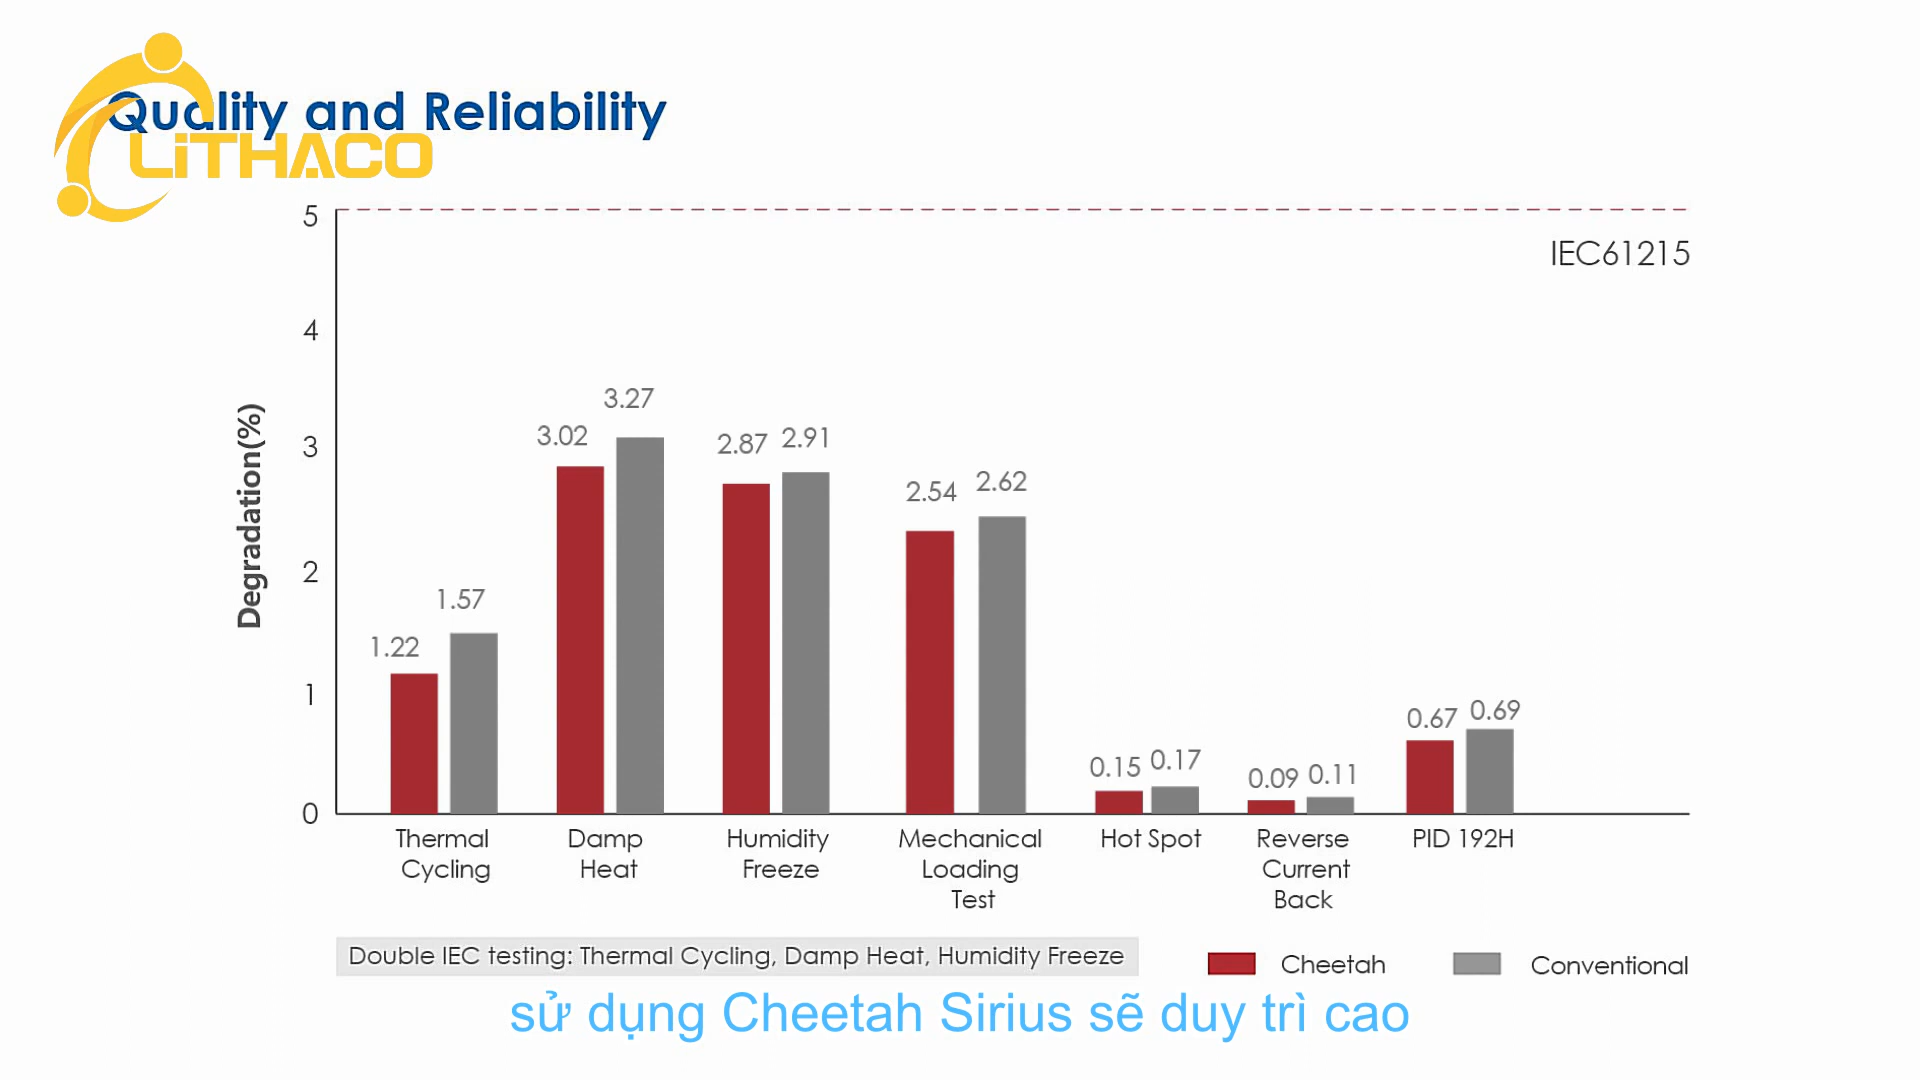 Quality and Reliability
LiTHACO
5
IEC61215
4
3
2
1
0
Degradation(%)
1.22
1.57
3.02
3.27
2.87
2.91
2.54
2.62
0.15
0.17
0.09
0.11
0.67
0.69
Thermal
Cycling
Damp
Heat
Humidity
Freeze
Mechanical
Loading
Test
Hot Spot
Reverse
Current
Back
PID 192H
Double IEC testing: Thermal Cycling, Damp Heat, Humidity Freeze
Cheetah
Conventional
sử dụng Cheetah Sirius sẽ duy trì cao